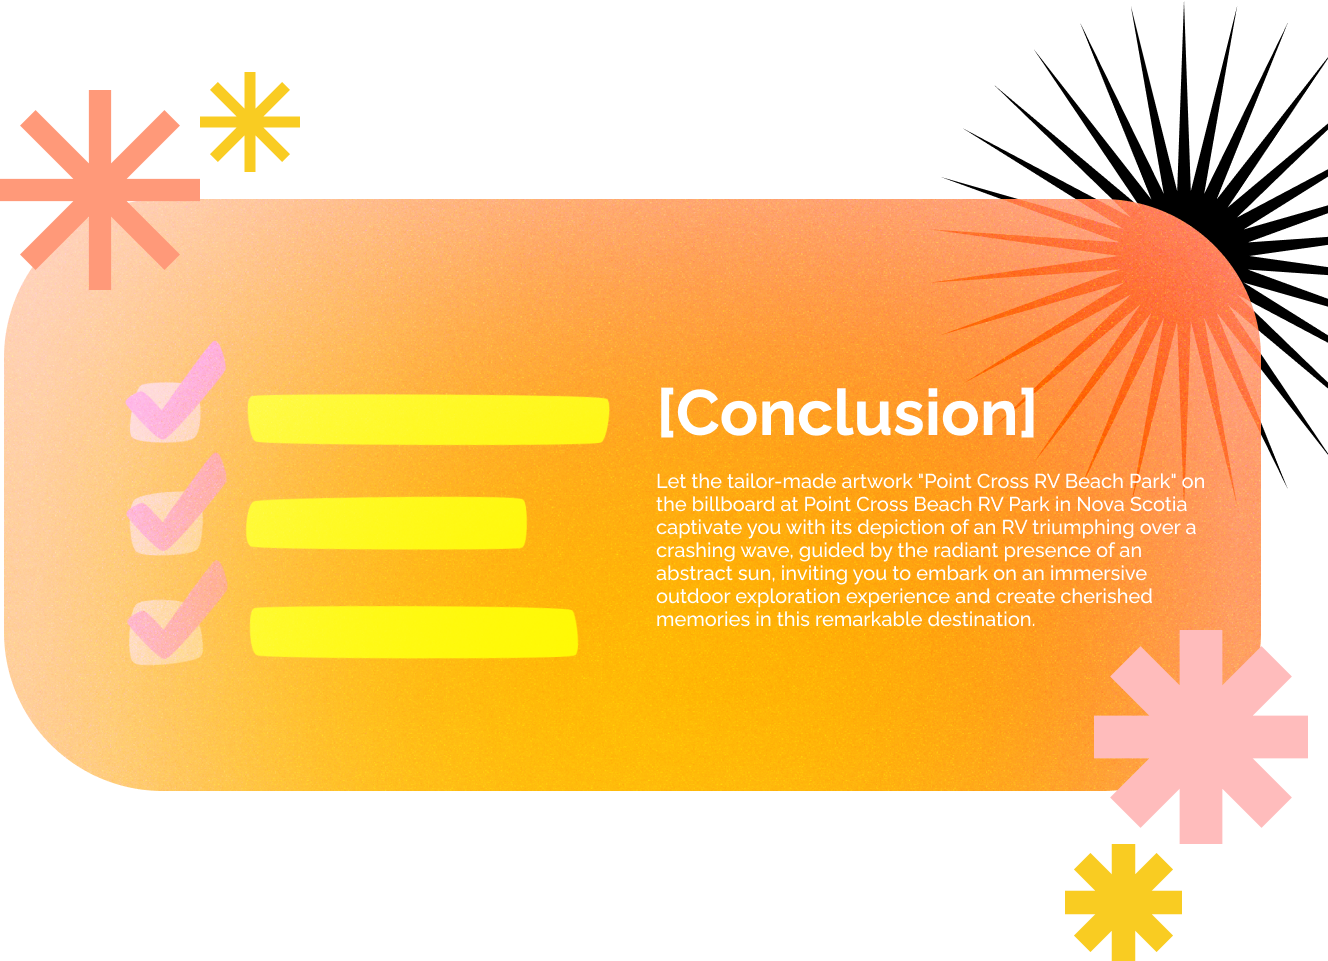 [Conclusion]
Let the tailor-made artwork "Point Cross RV Beach Park" on
the billboard at Point Cross Beach RV Park in Nova Scotia
captivate you with its depiction of an RV triumphing over a
crashing wave, guided by the radiant presence of an
abstract sun, inviting you to embark on an immersive
outdoor exploration experience and create cherished
memories in this remarkable destination.